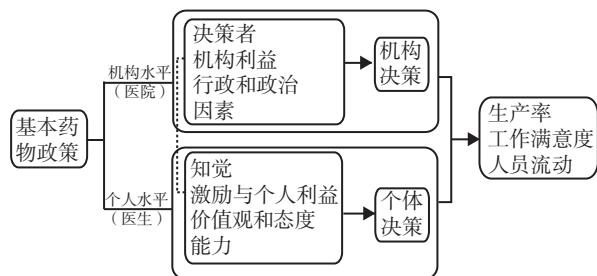 基本药
物政策
机构水平
（医院）
决策者
机构利益
行政和政治
因素
机构
决策
个人水平
（医生）
知觉
激励与个人利益
价值观和态度
能力
个体
决策
生产率
工作满意度
人员流动